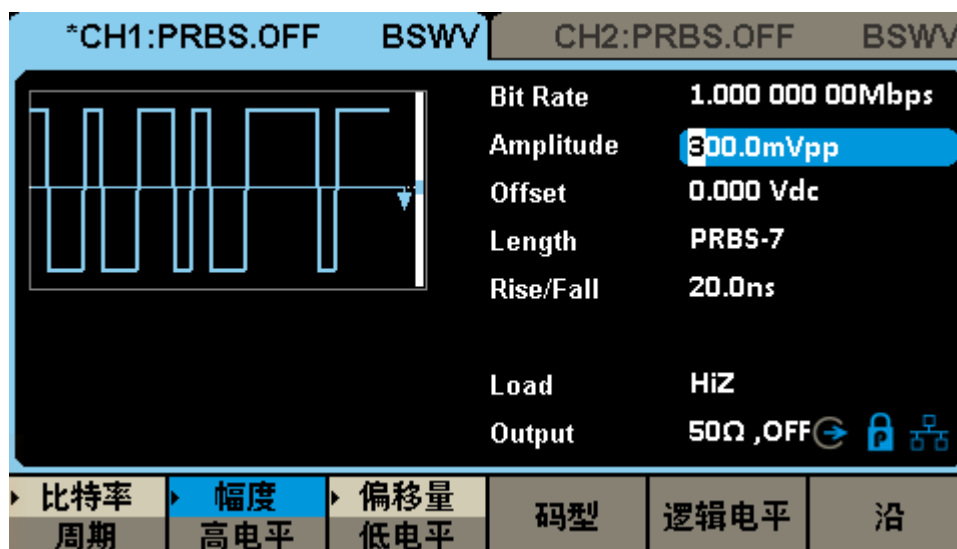 *CH1:PRBS.OFF BSWV CH2:PRBS.OFF BSWV
Bit Rate 1.000 000 00Mbps
Amplitude 300.0mVpp
Offset 0.000 Vdc
Length PRBS-7
Rise/Fall 20.0ns
Load HiZ
Output 50Ω ,OFF
比特率 幅度 偏移量
码型 逻辑电平 沿
周期 高电平 低电平